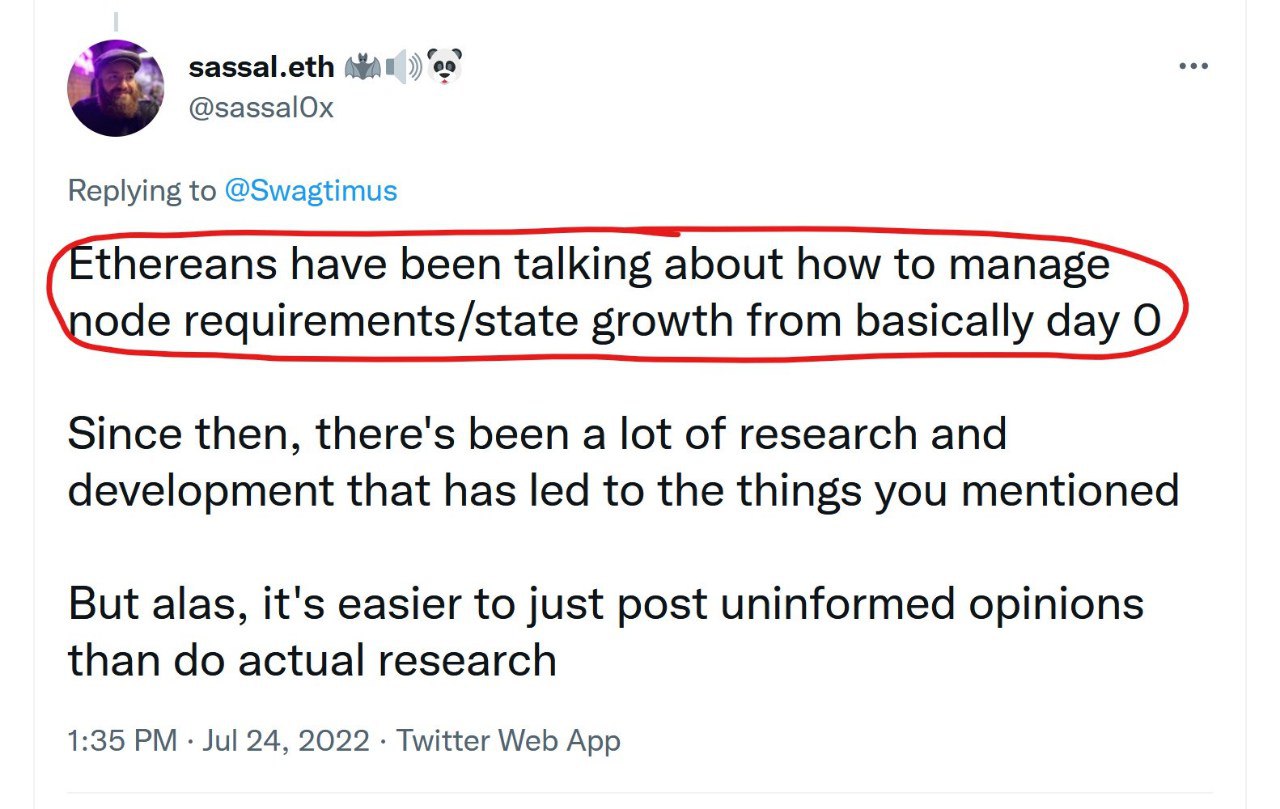 sassal.eth 🦇🔊🐼
@sassal0x
Replying to @Swagtimus
Ethereans have been talking about how to manage
node requirements/state growth from basically day 0
Since then, there's been a lot of research and
development that has led to the things you mentioned
But alas, it's easier to just post uninformed opinions
than do actual research
1:35 PM · Jul 24, 2022 · Twitter Web App